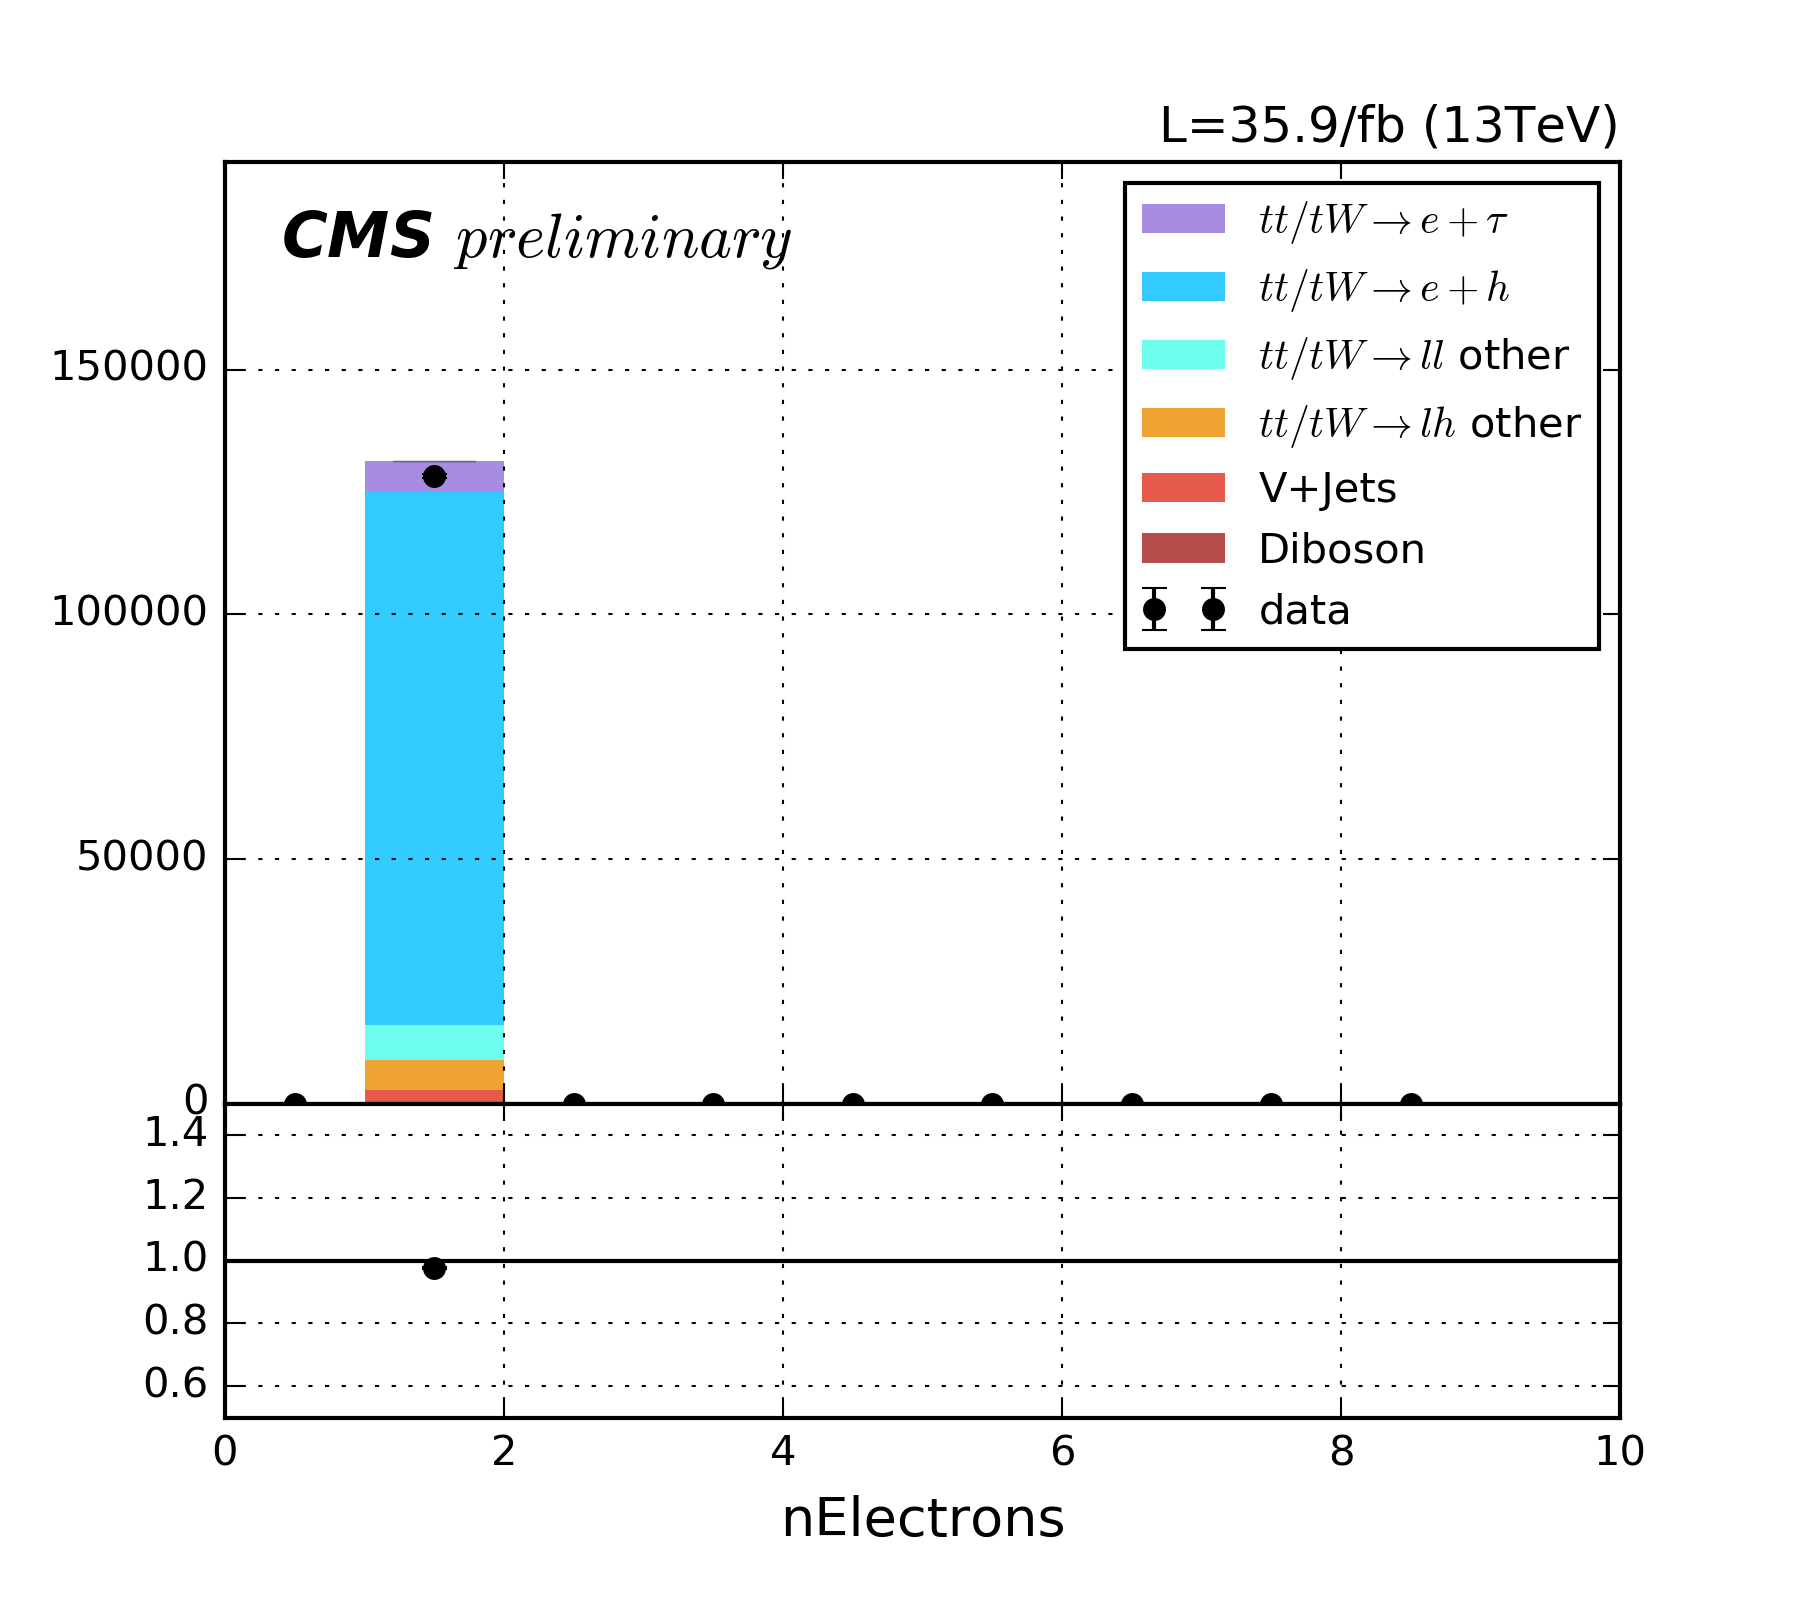 L=35.9/fb (13TeV)
CMS preliminary
tt/tW→e+τ
tt/tW→e+h
tt/tW→ll other
tt/tW→lh other
V+Jets
Diboson
data
150000
100000
50000
0
1.4
1.2
1.0
0.8
0.6
0 2 4 6 8 10
nElectrons